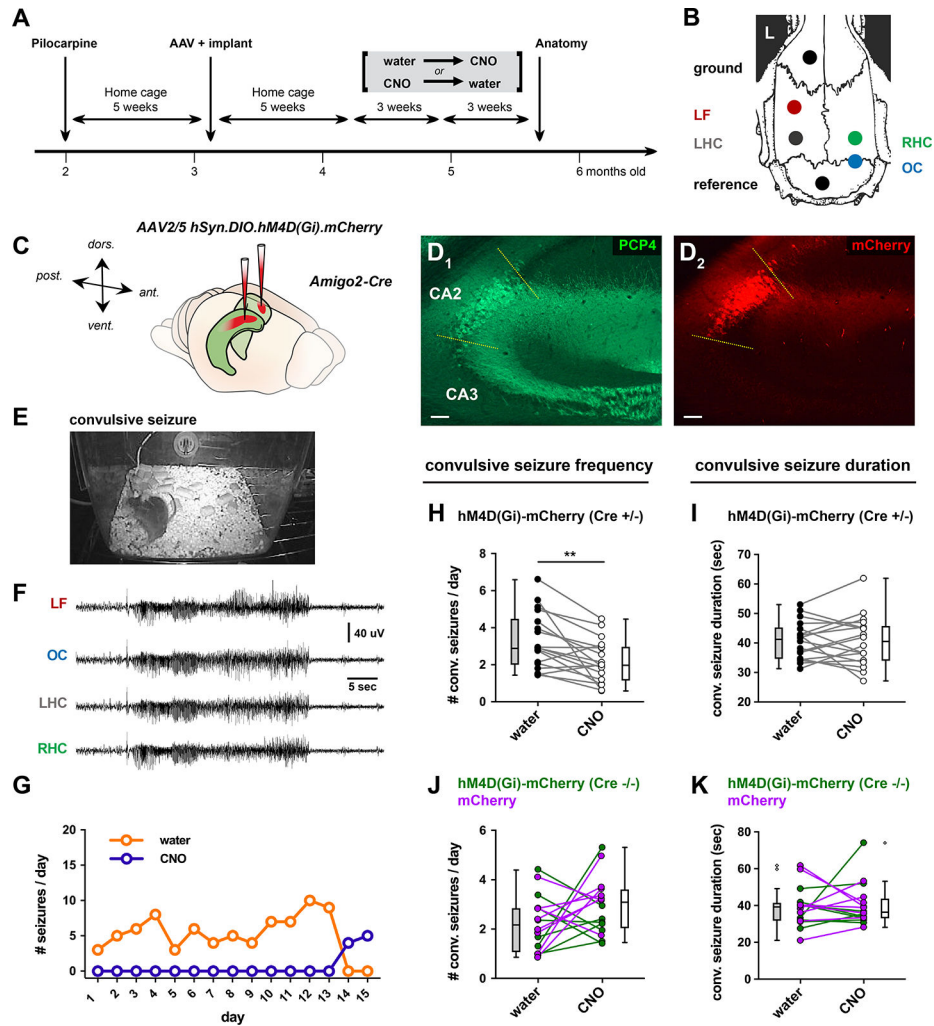 A
Pilocarpine
AAV + implant
water CNO
or
CNO water
Anatomy
Home cage
5 weeks
Home cage
5 weeks
3 weeks
3 weeks
2
3
4
5
6 months old
B
L
ground
LF
LHC
RHC
OC
reference
C
AAV2/5 hSyn.DIO.hM4D(Gi).mCherry
dors.
post.
ant.
vent.
Amigo2-Cre
D1
PCP4
CA2
CA3
D2
mCherry
E
convulsive seizure
F
LF
OC
LHC
RHC
40 uV
5 sec
G
# seizures / day
20
15
10
5
0
water
CNO
1 2 3 4 5 6 7 8 9 10 11 12 13 14 15
day
convulsive seizure frequency
convulsive seizure duration
H
hM4D(Gi)-mCherry (Cre +/-)
# conv. seizures / day
8
6
4
2
0
**
water
CNO
I
hM4D(Gi)-mCherry (Cre +/-)
conv. seizure duration (sec)
70
60
50
40
30
20
water
CNO
J
hM4D(Gi)-mCherry (Cre -/-)
mCherry
# conv. seizures / day
6
4
2
0
water
CNO
K
hM4D(Gi)-mCherry (Cre -/-)
mCherry
conv. seizure duration (sec)
80
60
40
20
0
water
CNO